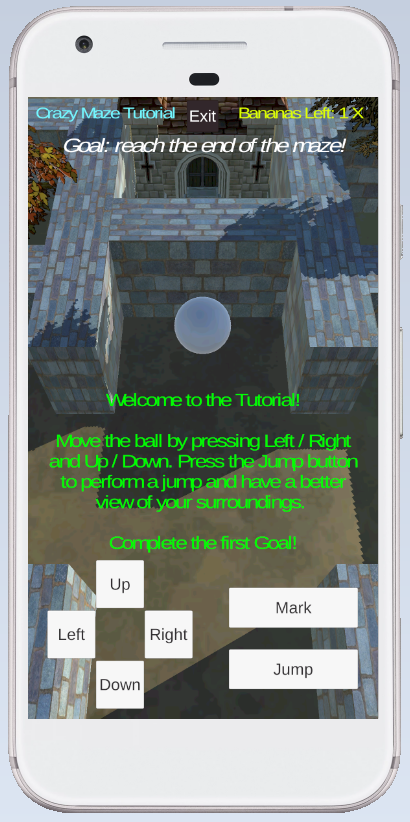 Crazy Maze Tutorial
Exit
Bananas Left: 1 X
Goal: reach the end of the maze!
Welcome to the Tutorial!
Move the ball by pressing Left / Right
and Up / Down. Press the Jump button
to perform a jump and have a better
view of your surroundings.
Complete the first Goal!
Up
Left
Right
Down
Mark
Jump